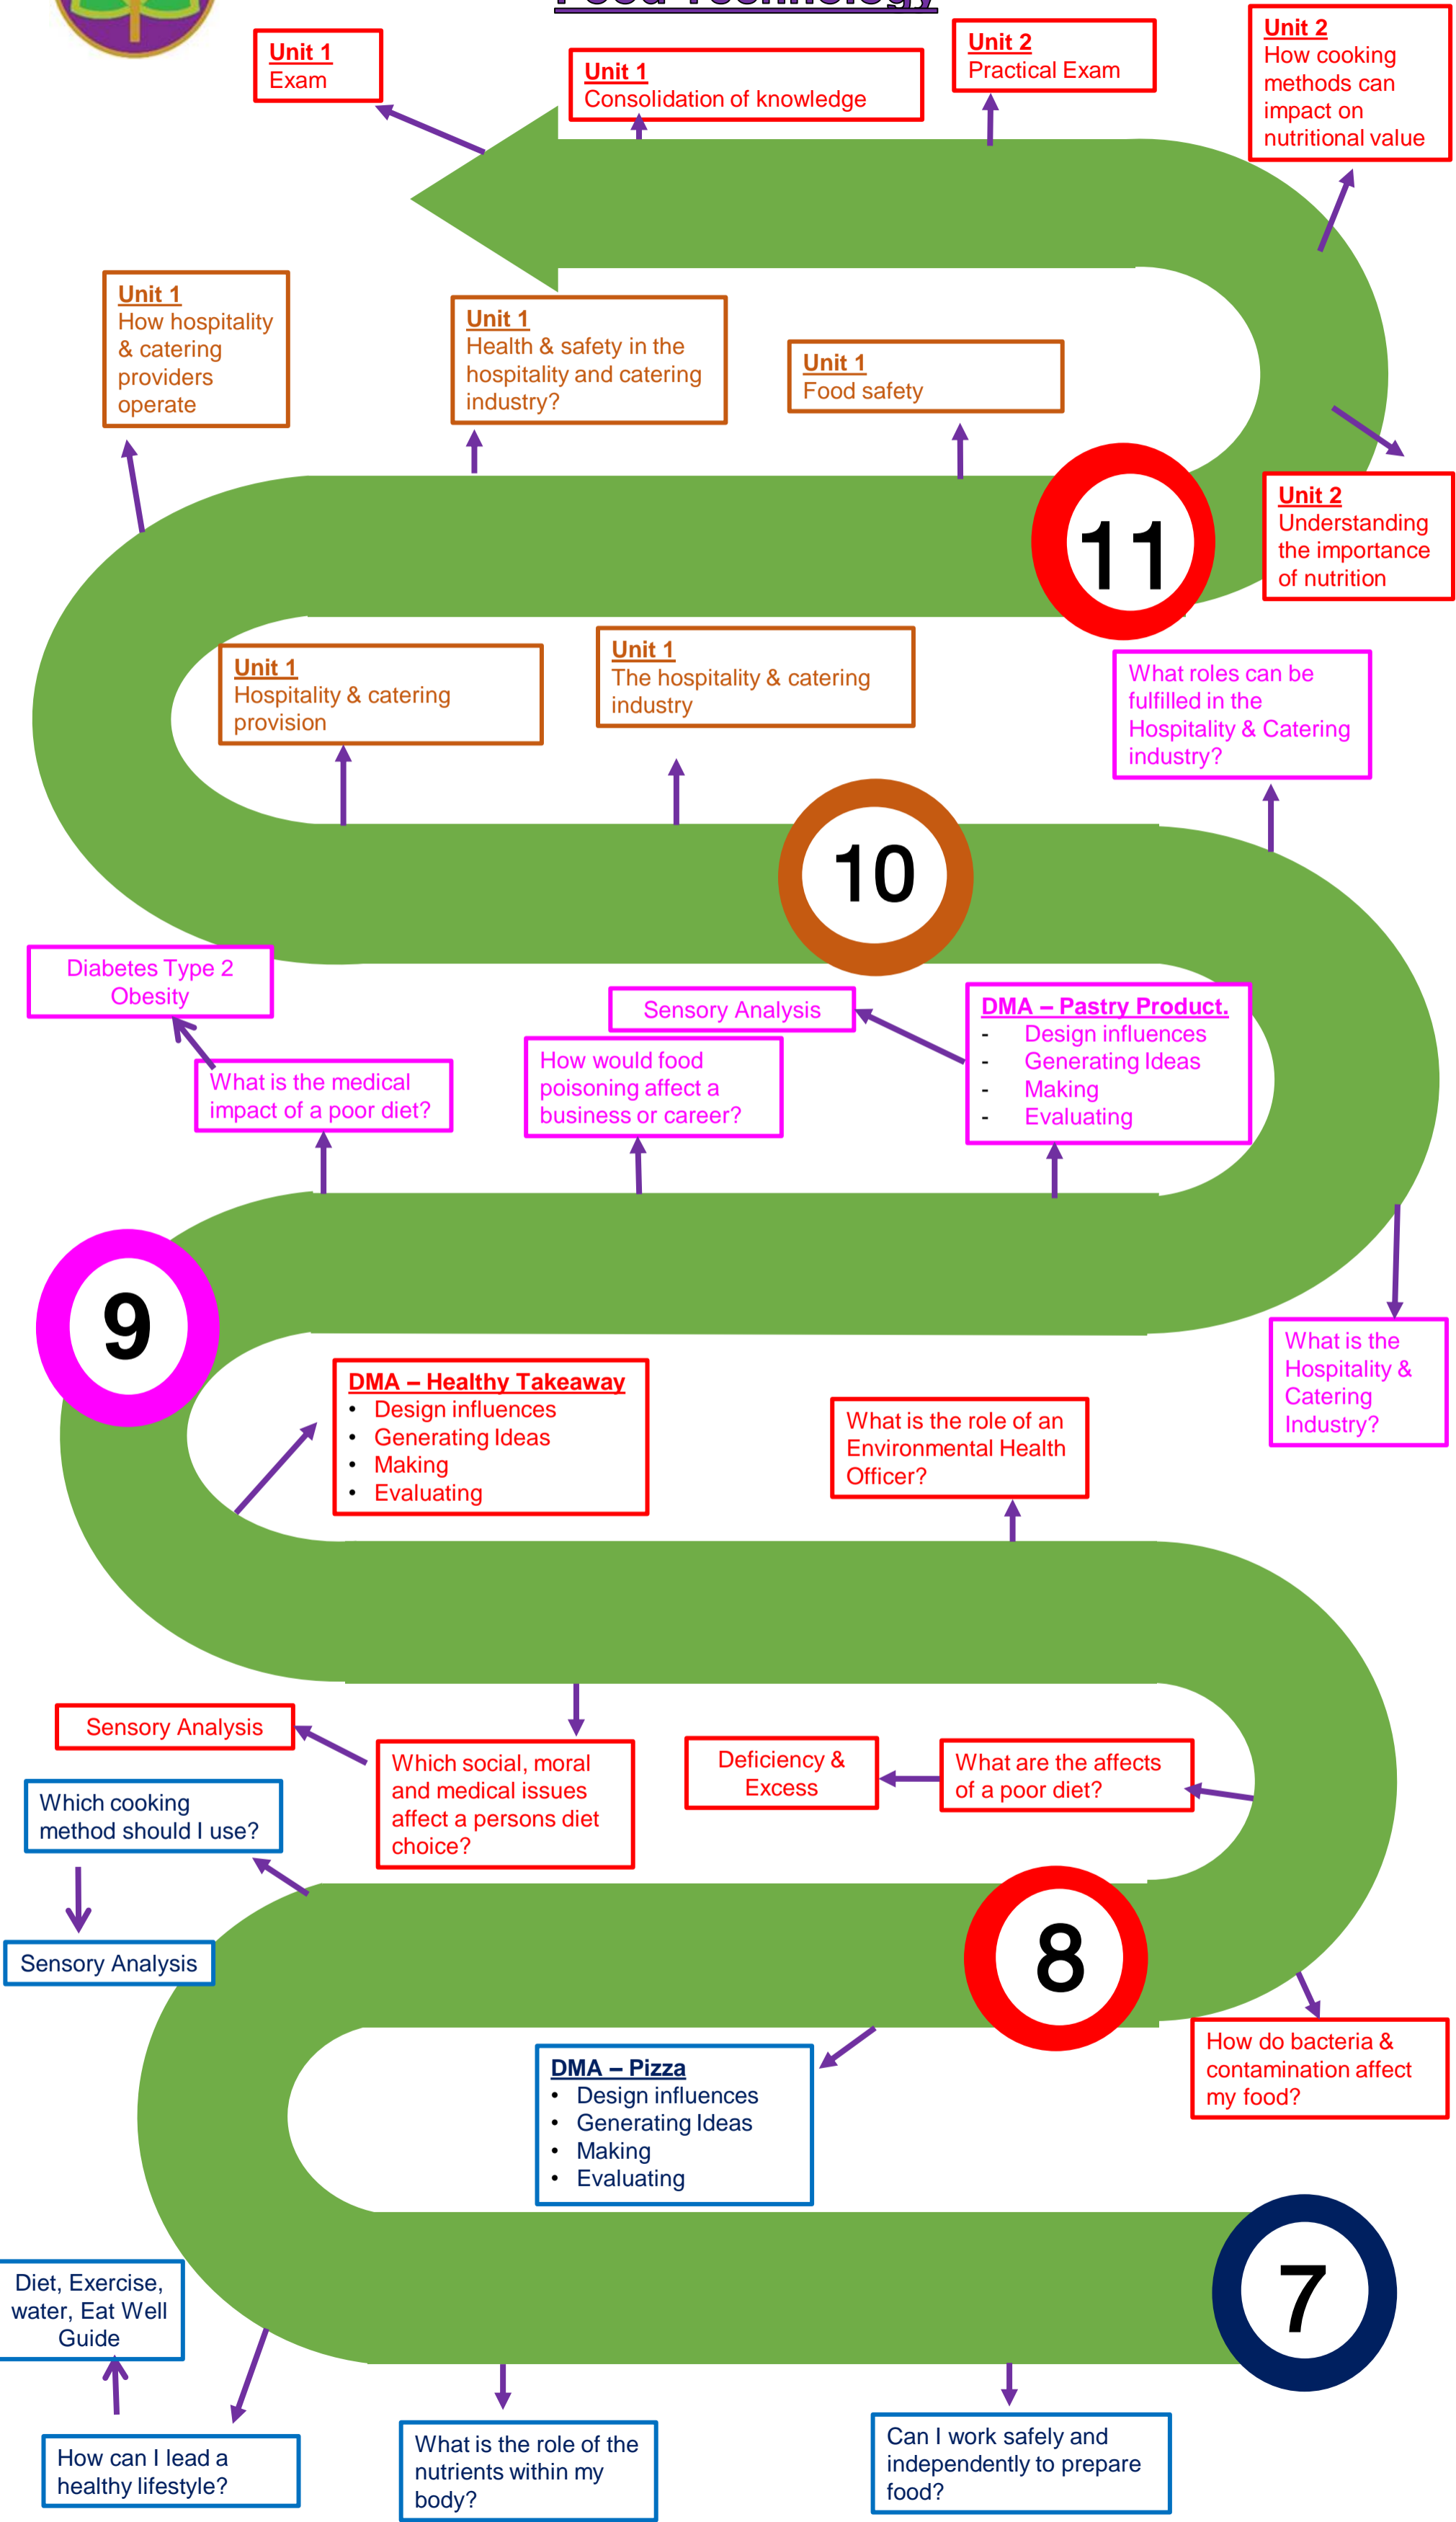 Food Technology
Unit 1
Exam
Unit 1
Consolidation of knowledge
Unit 2
Practical Exam
Unit 2
How cooking
methods can
impact on
nutritional value
Unit 1
How hospitality
& catering
providers
operate
Unit 1
Health & safety in the
hospitality and catering
industry?
Unit 1
Food safety
11
Unit 2
Understanding
the importance
of nutrition
Unit 1
Hospitality & catering
provision
Unit 1
The hospitality & catering
industry
What roles can be
fulfilled in the
Hospitality & Catering
industry?
10
Diabetes Type 2
Obesity
What is the medical
impact of a poor diet?
Sensory Analysis
How would food
poisoning affect a
business or career?
DMA – Pastry Product.
- Design influences
- Generating Ideas
- Making
- Evaluating
9
What is the
Hospitality &
Catering
Industry?
DMA – Healthy Takeaway
• Design influences
• Generating Ideas
• Making
• Evaluating
What is the role of an
Environmental Health
Officer?
Sensory Analysis
Which social, moral
and medical issues
affect a persons diet
choice?
Deficiency &
Excess
What are the affects
of a poor diet?
Which cooking
method should I use?
Sensory Analysis
8
How do bacteria &
contamination affect
my food?
DMA – Pizza
• Design influences
• Generating Ideas
• Making
• Evaluating
7
Diet, Exercise,
water, Eat Well
Guide
How can I lead a
healthy lifestyle?
What is the role of the
nutrients within my
body?
Can I work safely and
independently to prepare
food?